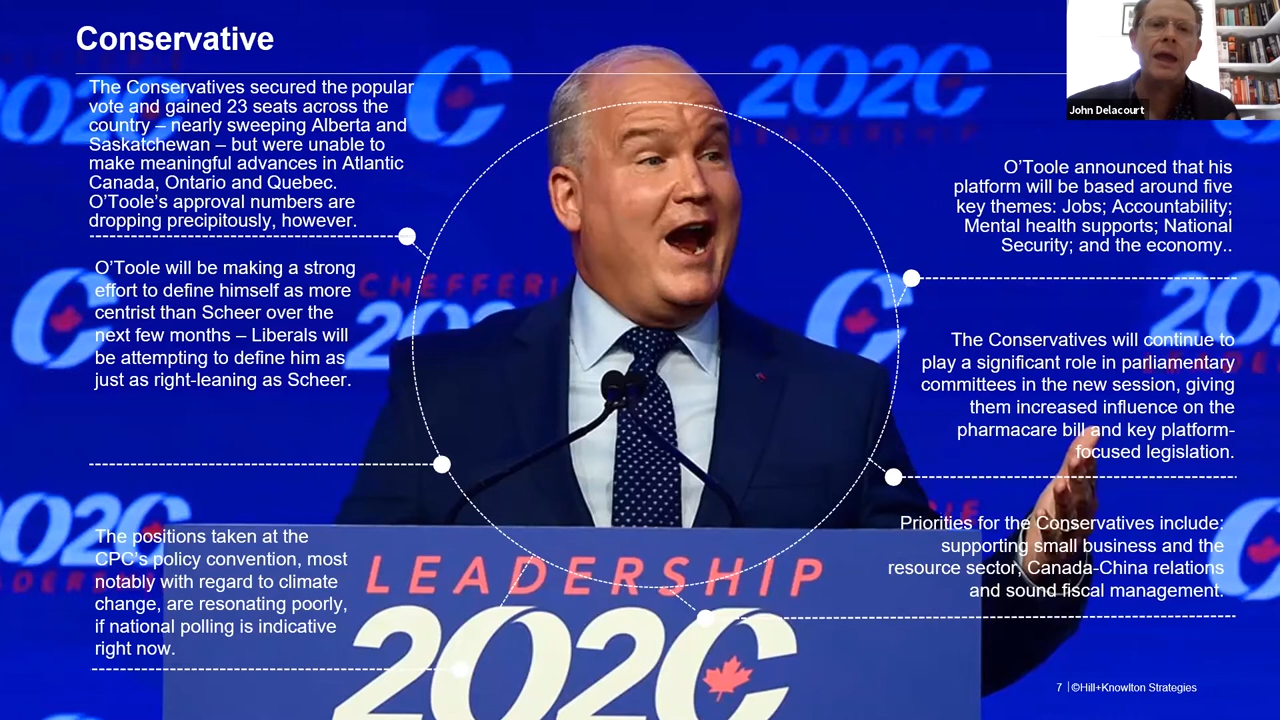 Conservative
The Conservatives secured the popular
vote and gained 23 seats across the
country – nearly sweeping Alberta and
Saskatchewan – but were unable to
make meaningful advances in Atlantic
Canada, Ontario and Quebec.
O'Toole's approval numbers are
dropping precipitously, however.
O'Toole will be making a strong
effort to define himself as more
centrist than Scheer over the
next few months – Liberals will
be attempting to define him as
just as right-leaning as Scheer.
The positions taken at the
CPC's policy convention, most
notably with regard to climate
change, are resonating poorly,
if national polling is indicative
right now.
John Delacourt
O'Toole announced that his
platform will be based around five
key themes: Jobs; Accountability;
Mental health supports; National
Security; and the economy..
The Conservatives will continue to
play a significant role in parliamentary
committees in the new session, giving
them increased influence on the
pharmacare bill and key platform-
focused legislation.
Priorities for the Conservatives include:
supporting small business and the
resource sector, Canada-China relations
and sound fiscal management.
CHEFFERI
202
LEADERSHIP
202C
LEADERSHIP
202C
7 |©Hill+Knowlton Strategies